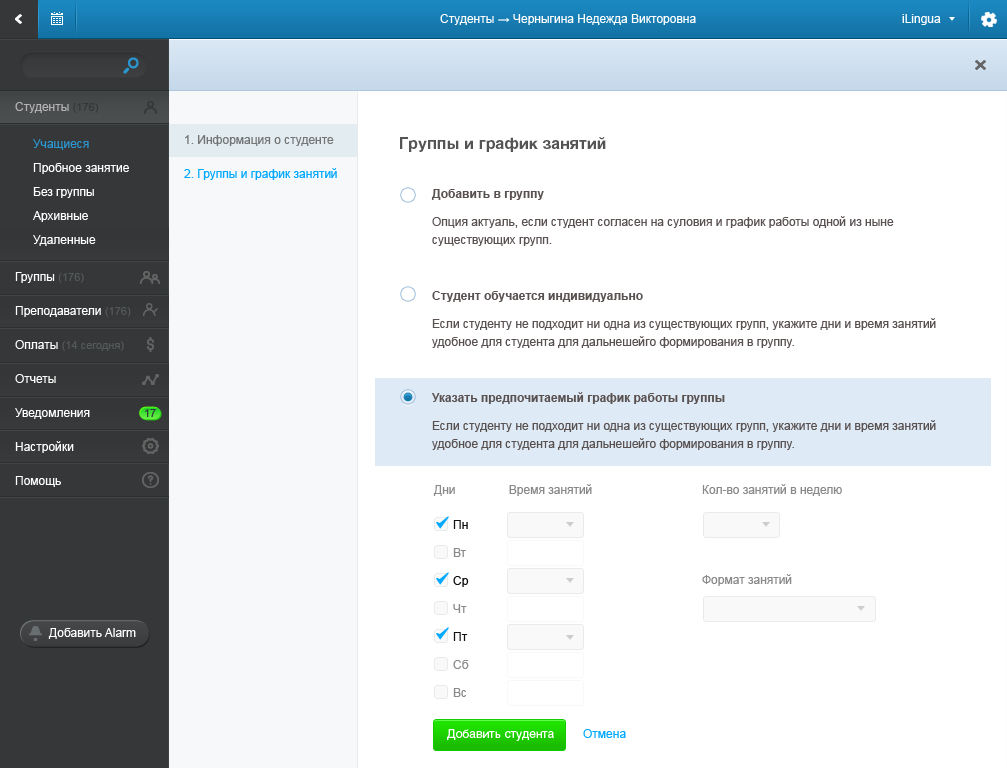 Студенты → Черныгина Надежда Викторовна
iLingua
Студенты (176)
Учащиеся
Пробное занятие
Без группы
Архивные
Удаленные
Группы (176)
Преподаватели (176)
Оплаты (14 сегодня)
Отчеты
Уведомления 17
Настройки
Помощь
Добавить Alarm
1. Информация о студенте
2. Группы и график занятий
Группы и график занятий
Добавить в группу
Опция актуаль, если студент согласен на суловия и график работы одной из ныне
существующих групп.
Студент обучается индивидуально
Если студенту не подходит ни одна из существующих групп, укажите дни и время занятий
удобное для студента для дальнешейго формирования в группу.
Указать предпочитаемый график работы группы
Если студенту не подходит ни одна из существующих групп, укажите дни и время занятий
удобное для студента для дальнешейго формирования в группу.
Дни Время занятий Кол-во занятий в неделю
Пн
Вт
Ср
Формат занятий
Чт
Пт
Сб
Вс
Добавить студента Отмена